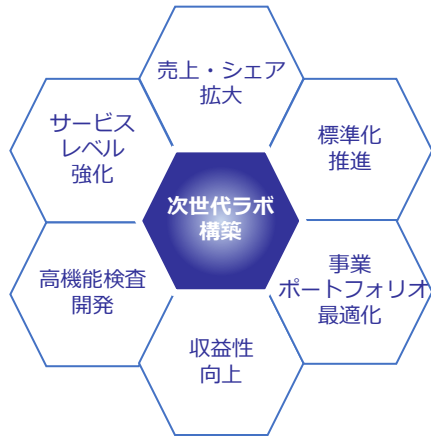 売上・シェア
拡大
サービス
レベル
強化
標準化
推進
次世代ラボ
構築
高機能検査
開発
事業
ポートフォリオ
最適化
収益性
向上